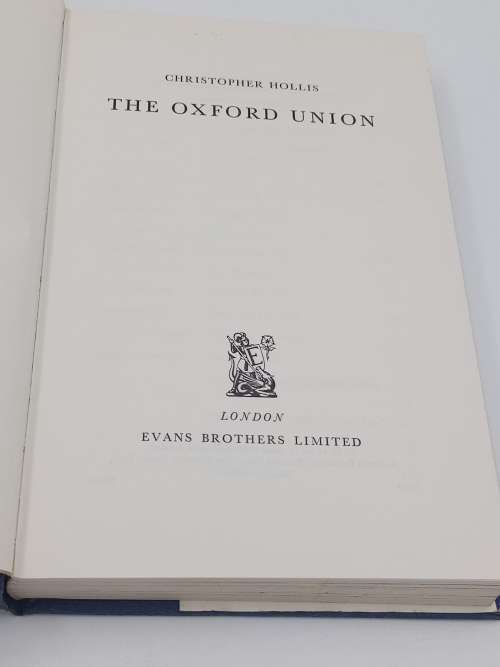 CHRISTOPHER HOLLIS
THE OXFORD UNION
E
LONDON
EVANS BROTHERS LIMITED